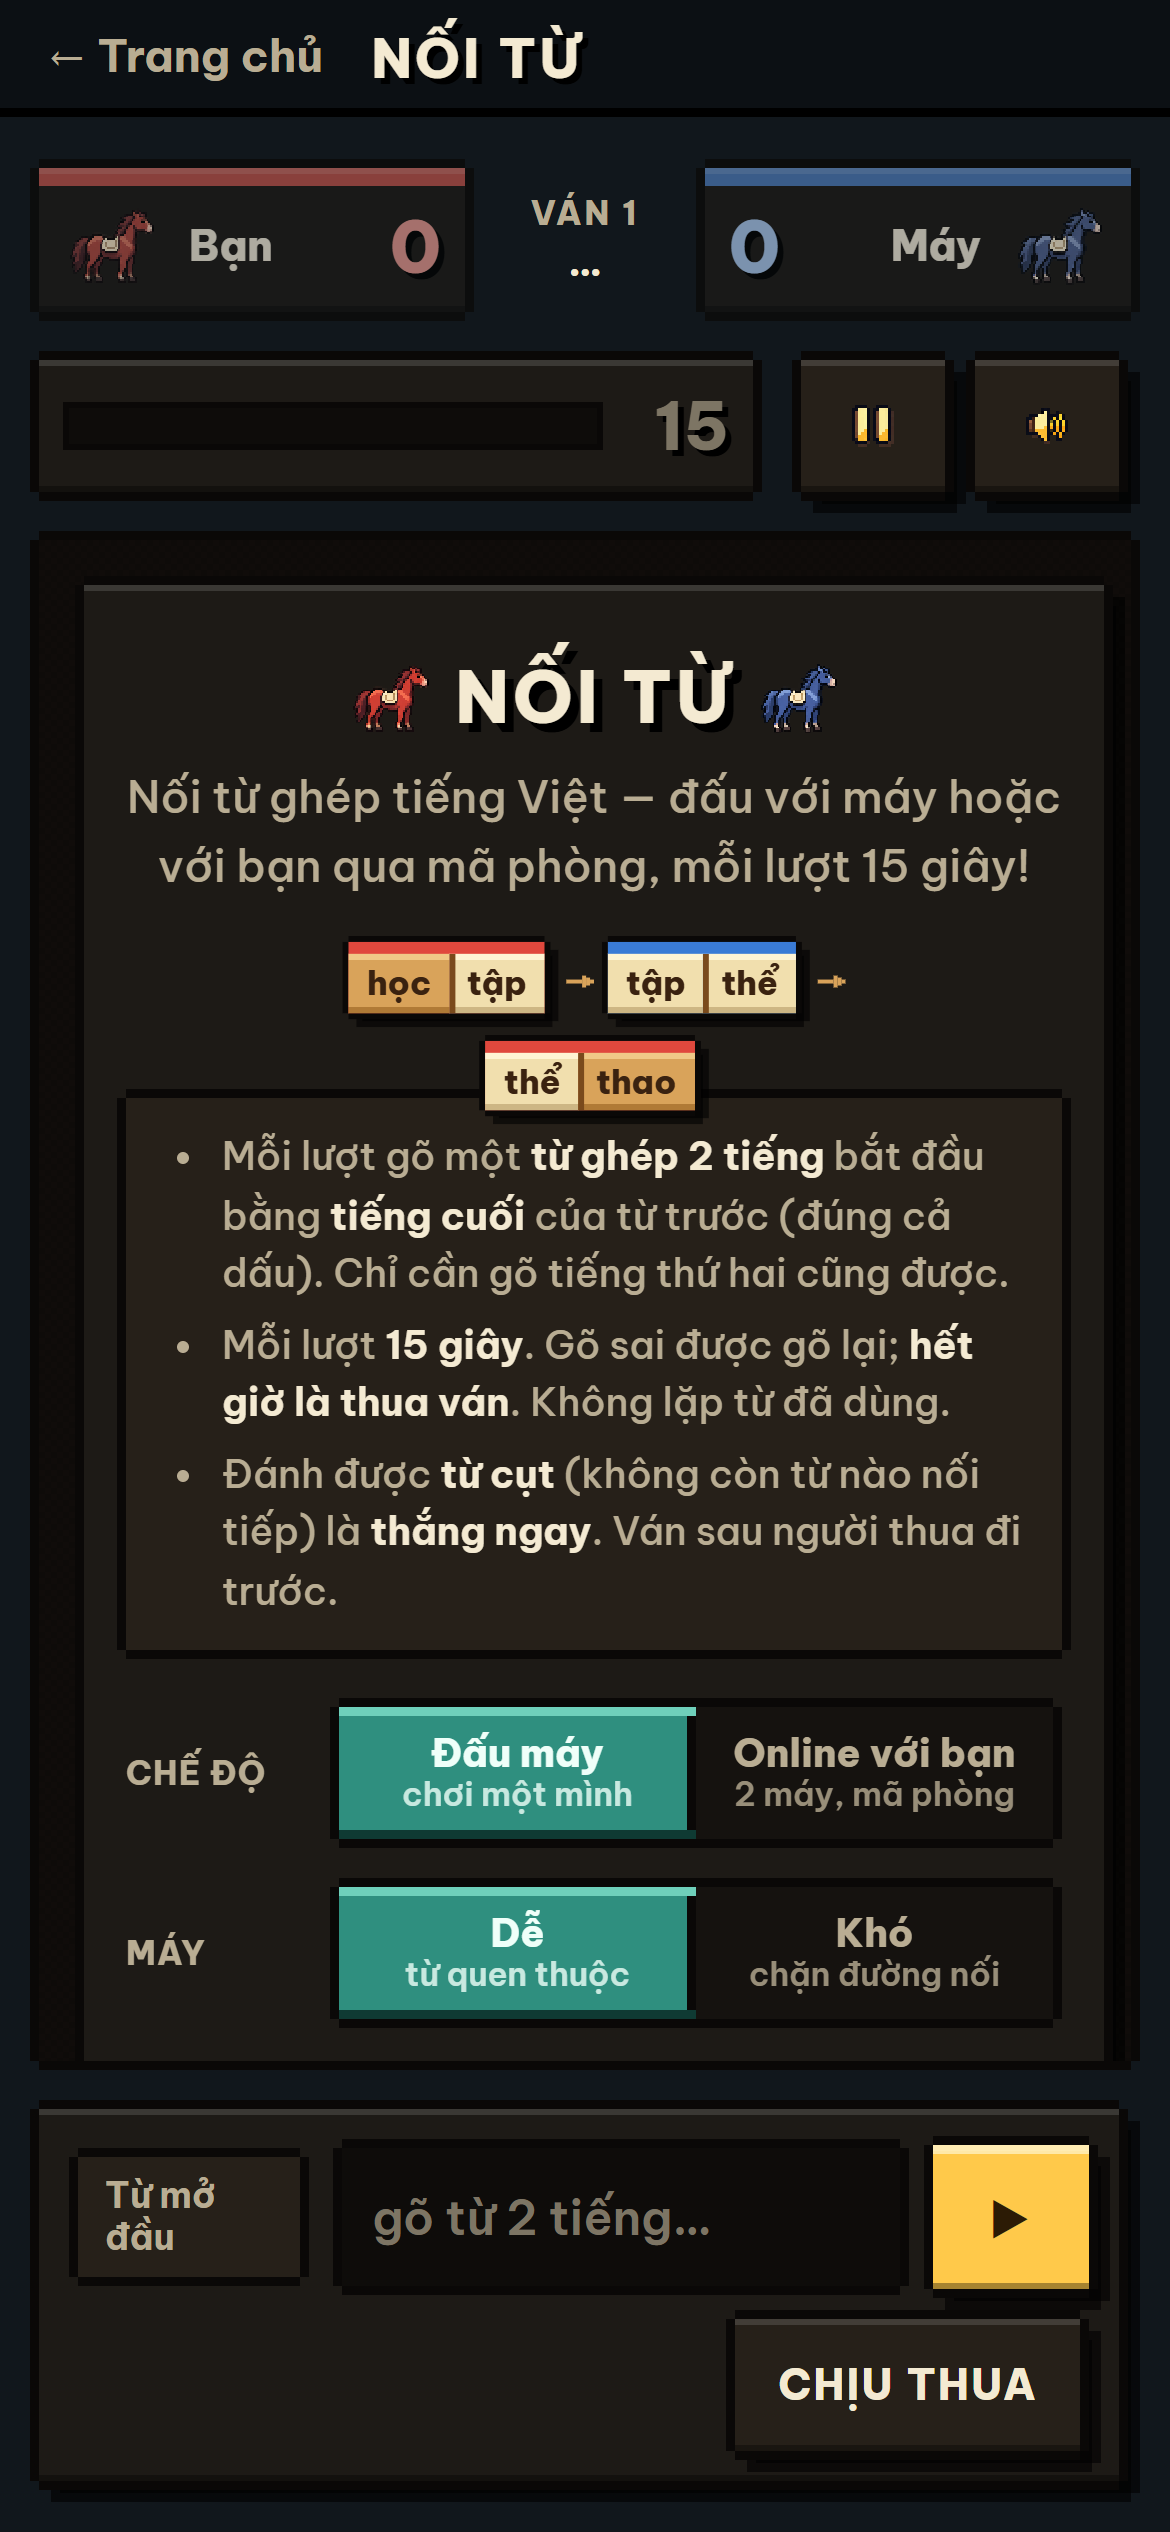 ← Trang chủ NỐI TỪ
Bạn 0
VÁN 1
...
0 Máy
15
NỐI TỪ
Nối từ ghép tiếng Việt — đấu với máy hoặc
với bạn qua mã phòng, mỗi lượt 15 giây!
học tập → tập thể →
thể thao
• Mỗi lượt gõ một từ ghép 2 tiếng bắt đầu
bằng tiếng cuối của từ trước (đúng cả
dấu). Chỉ cần gõ tiếng thứ hai cũng được.
• Mỗi lượt 15 giây. Gõ sai được gõ lại; hết
giờ là thua ván. Không lặp từ đã dùng.
• Đánh được từ cụt (không còn từ nào nối
tiếp) là thắng ngay. Ván sau người thua đi
trước.
CHẾ ĐỘ
Đấu máy
chơi một mình
Online với bạn
2 máy, mã phòng
MÁY
Dễ
từ quen thuộc
Khó
chặn đường nối
Từ mở
đầu
gõ từ 2 tiếng...
CHỊU THUA